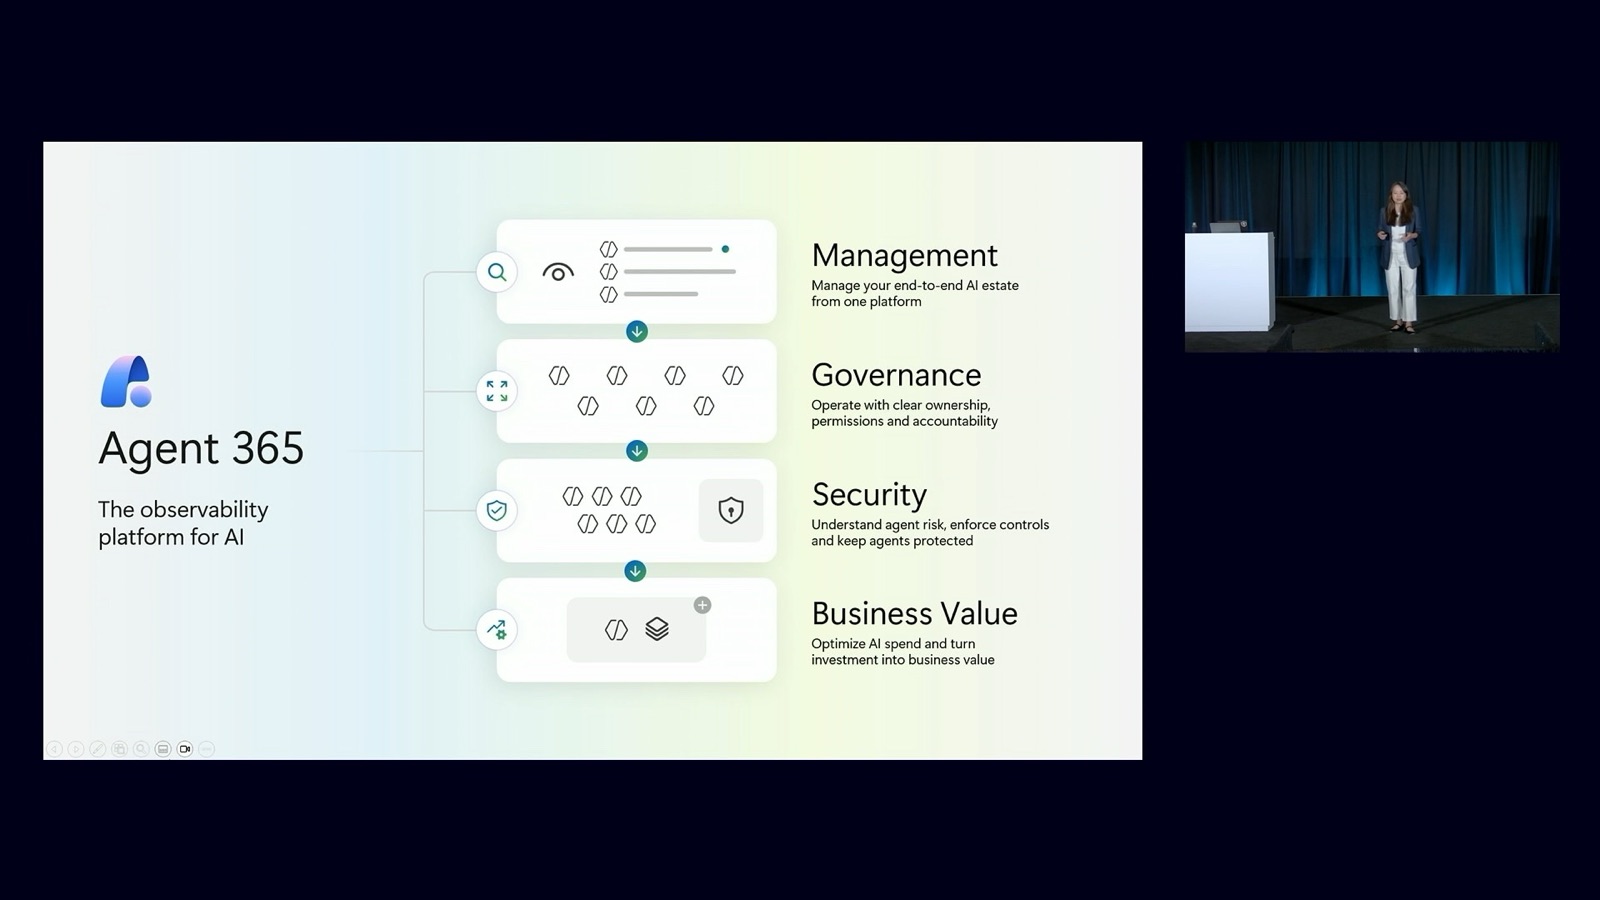 Agent 365
The observability
platform for AI
Management
Manage your end-to-end AI estate
from one platform
Governance
Operate with clear ownership,
permissions and accountability
Security
Understand agent risk, enforce controls
and keep agents protected
Business Value
Optimize AI spend and turn
investment into business value